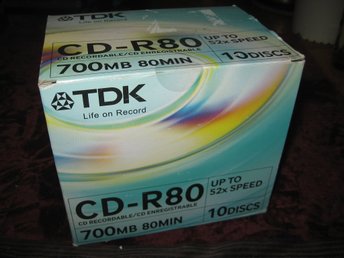 CD-R80
UP TO
52x SPEED
CD RECORDABLE/CD ENREGISTRABLE
700MB 80MIN
10DISCS
TDK
Life on Record
CD-R80
UP TO
52x SPEED
CD RECORDABLE/CD ENREGISTRABLE
700MB 80MIN
10DISCS